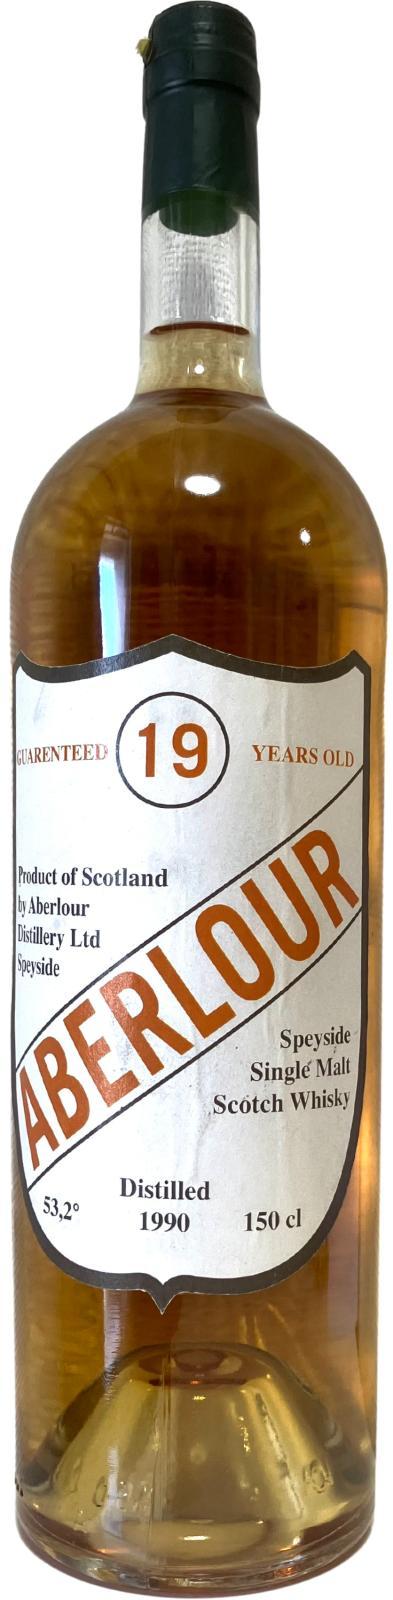 GUARENTEED 19 YEARS OLD
Product of Scotland
by Aberlour
Distillery Ltd
Speyside
ABERLOUR
Speyside
Single Malt
Scotch Whisky
53,2°
Distilled
1990
150 cl